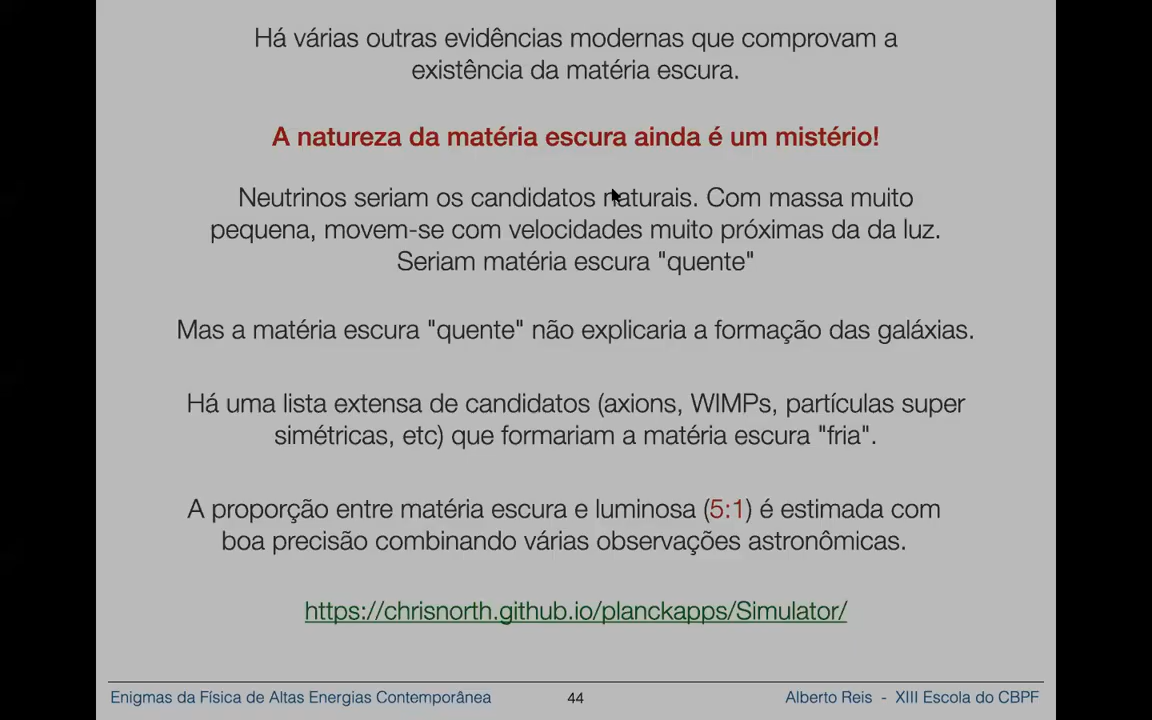 Há várias outras evidências modernas que comprovam a
existência da matéria escura.
A natureza da matéria escura ainda é um mistério!
Neutrinos seriam os candidatos naturais. Com massa muito
pequena, movem-se com velocidades muito próximas da da luz.
Seriam matéria escura "quente"
Mas a matéria escura "quente" não explicaria a formação das galáxias.
Há uma lista extensa de candidatos (axions, WIMPs, partículas super
simétricas, etc) que formariam a matéria escura "fria".
A proporção entre matéria escura e luminosa (5:1) é estimada com
boa precisão combinando várias observações astronômicas.
https://chrisnorth.github.io/planckapps/Simulator/
Enigmas da Física de Altas Energias Contemporânea 44 Alberto Reis - XIII Escola do CBPF